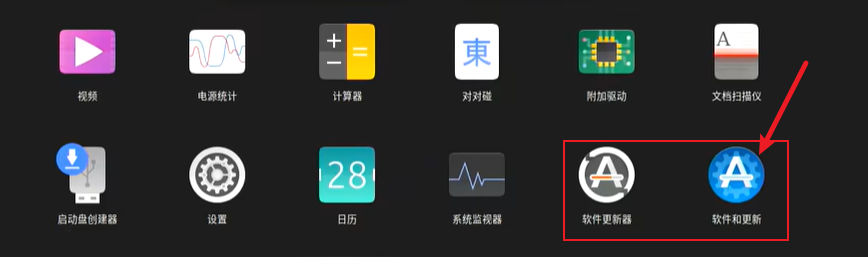 視频
电源统计
计算器
東
对对碰
附加驱动
A
文档扫描仪
启动盘创建器
设置
28
日历
系统监视器
A
软件更新器
A
软件和更新